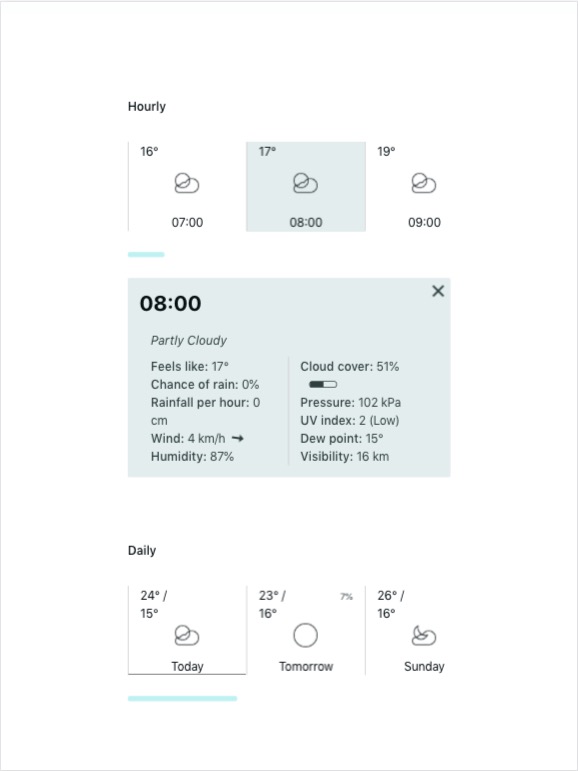 Hourly
16° 17° 19°
07:00 08:00 09:00
08:00
Partly Cloudy
Feels like: 17°
Chance of rain: 0%
Rainfall per hour: 0
cm
Wind: 4 km/h
Humidity: 87%
Cloud cover: 51%
Pressure: 102 kPa
UV index: 2 (Low)
Dew point: 15°
Visibility: 16 km
Daily
24° / 23° / 7% 26° /
15° 16° 16°
Today Tomorrow Sunday